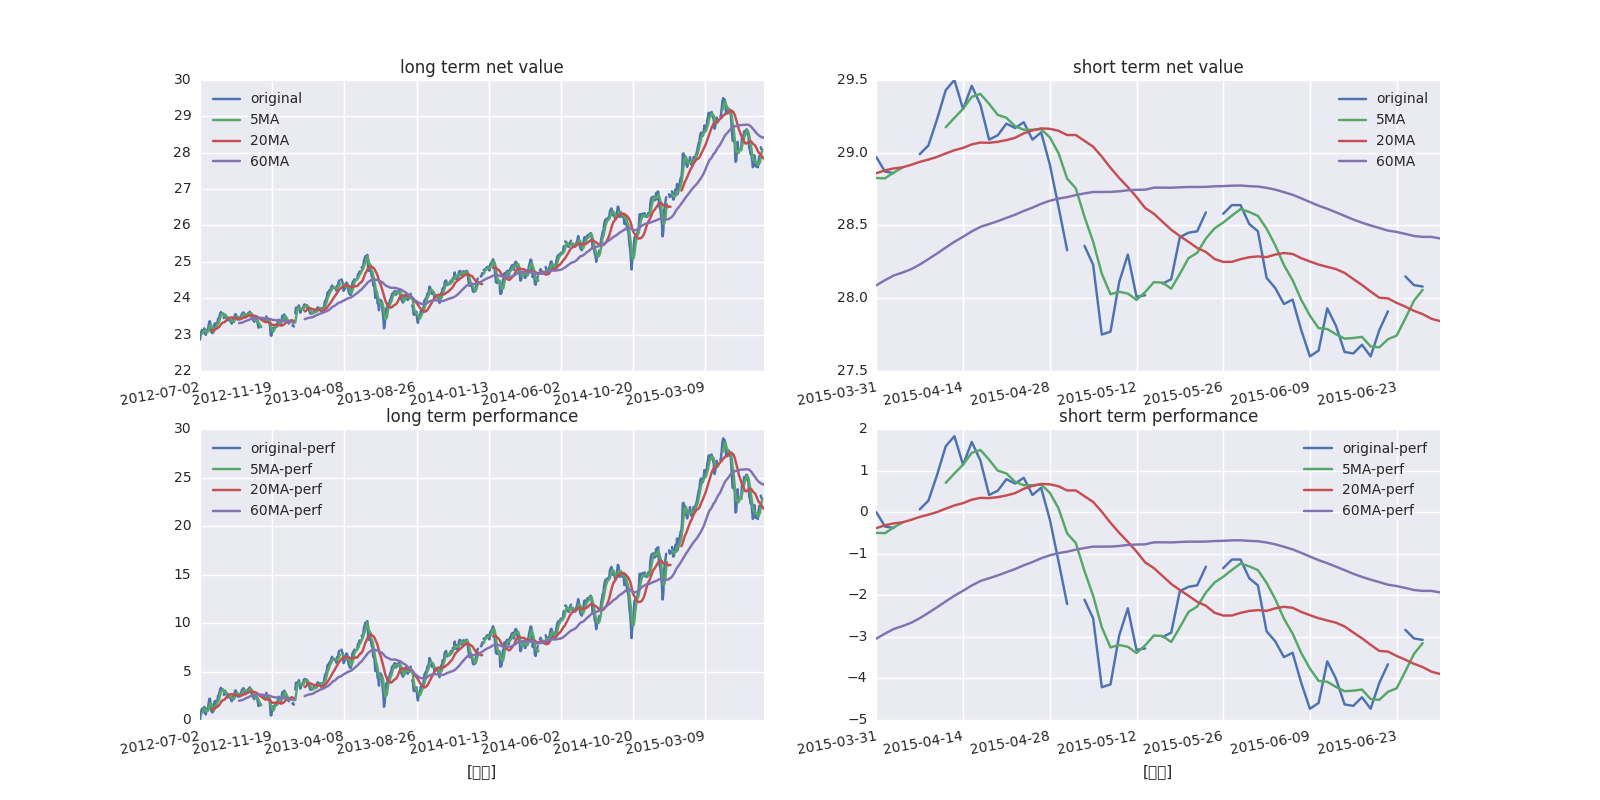 long term net value
30
29
28
27
26
25
24
23
22
original
5MA
20MA
60MA
2012-07-02
2012-11-19
2013-04-08
2013-08-26
2014-01-13
2014-06-02
2014-10-20
2015-03-09
short term net value
29.5
29.0
28.5
28.0
27.5
original
5MA
20MA
60MA
2015-03-31
2015-04-14
2015-04-28
2015-05-12
2015-05-26
2015-06-09
2015-06-23
long term performance
30
25
20
15
10
5
0
original-perf
5MA-perf
20MA-perf
60MA-perf
2012-07-02
2012-11-19
2013-04-08
2013-08-26
2014-01-13
2014-06-02
2014-10-20
2015-03-09
short term performance
2
1
0
−1
−2
−3
−4
−5
original-perf
5MA-perf
20MA-perf
60MA-perf
2015-03-31
2015-04-14
2015-04-28
2015-05-12
2015-05-26
2015-06-09
2015-06-23